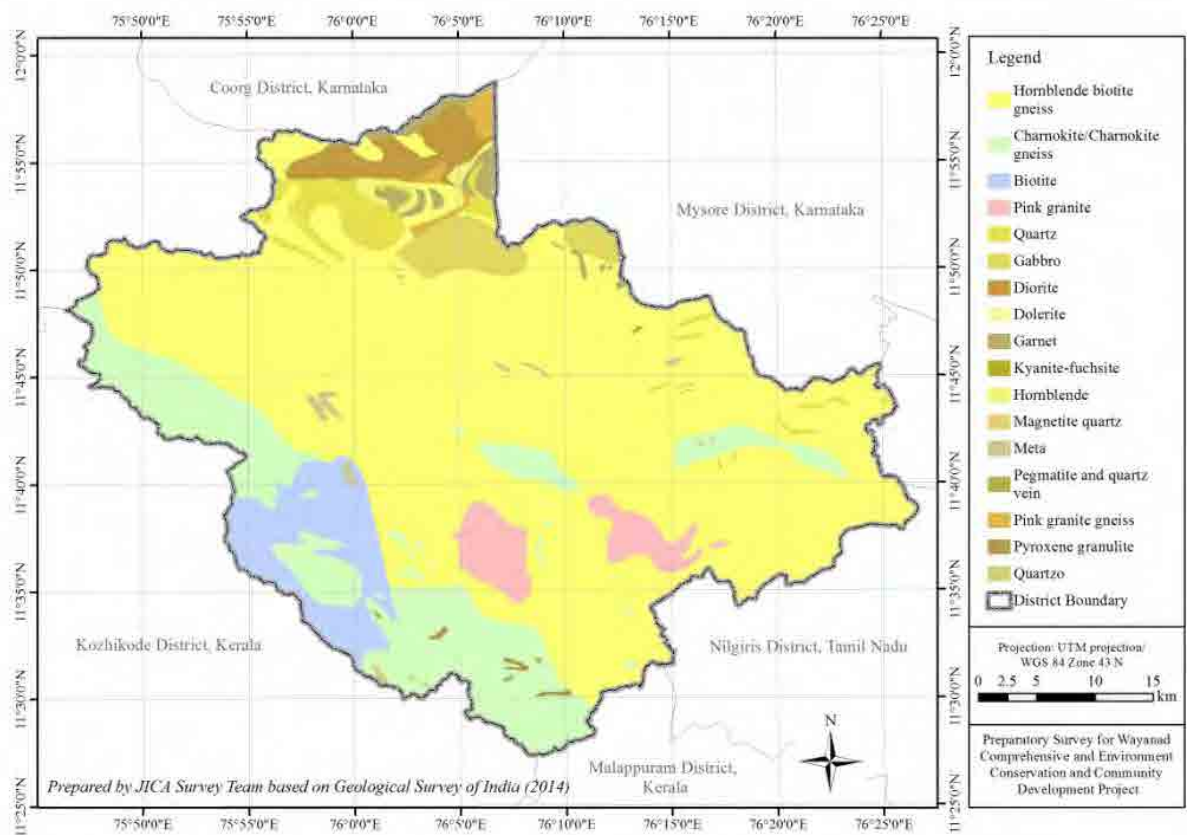 75°50'0"E 75°55'0"E 76°0'0"E 76°5'0"E 76°10'0"E 76°15'0"E 76°20'0"E 76°25'0"E
12°0'0"N
11°55'0"N
11°50'0"N
11°45'0"N
11°40'0"N
11°35'0"N
11°30'0"N
11°25'0"N
Coorg District, Karnataka
Mysore District, Karnataka
Kozhikode District, Kerala
Nilgiris District, Tamil Nadu
Malappuram District,
Kerala
N
Prepared by JICA Survey Team based on Geological Survey of India (2014)
12°0'0"N
11°55'0"N
11°50'0"N
11°45'0"N
11°40'0"N
11°35'0"N
11°30'0"N
11°25'0"N
75°50'0"E 75°55'0"E 76°0'0"E 76°5'0"E 76°10'0"E 76°15'0"E 76°20'0"E 76°25'0"E
Legend
Hornblende biotite
gneiss
Charnokite/Charnokite
gneiss
Biotite
Pink granite
Quartz
Gabbro
Diorite
Dolerite
Garnet
Kyanite-fuchsite
Hornblende
Magnetite quartz
Meta
Pegmatite and quartz
vein
Pink granite gneiss
Pyroxene granulite
Quartzo
District Boundary
Projection: UTM projection/
WGS 84 Zone 43 N
0 2.5 5 10 15
km
Preparatory Survey for Wayanad
Comprehensive and Environment
Conservation and Community
Development Project